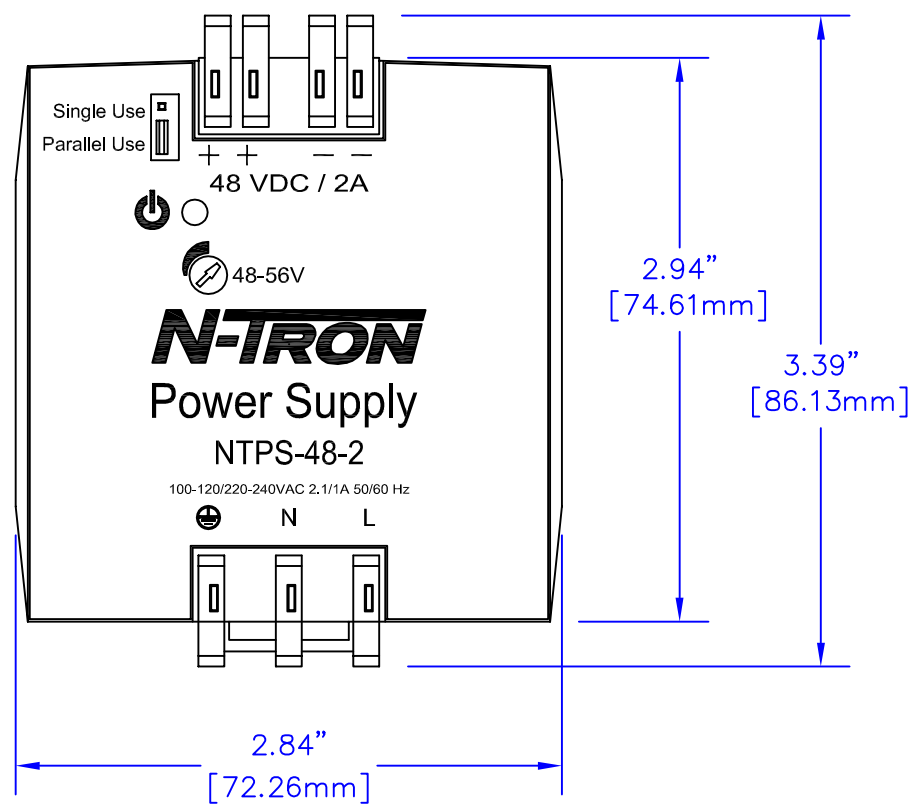 Single Use
Parallel Use
+ + − −
48 VDC / 2A
48-56V
N-TRON
Power Supply
NTPS-48-2
100-120/220-240VAC 2.1/1A 50/60 Hz
N L
2.94”
[74.61mm]
3.39”
[86.13mm]
2.84”
[72.26mm]